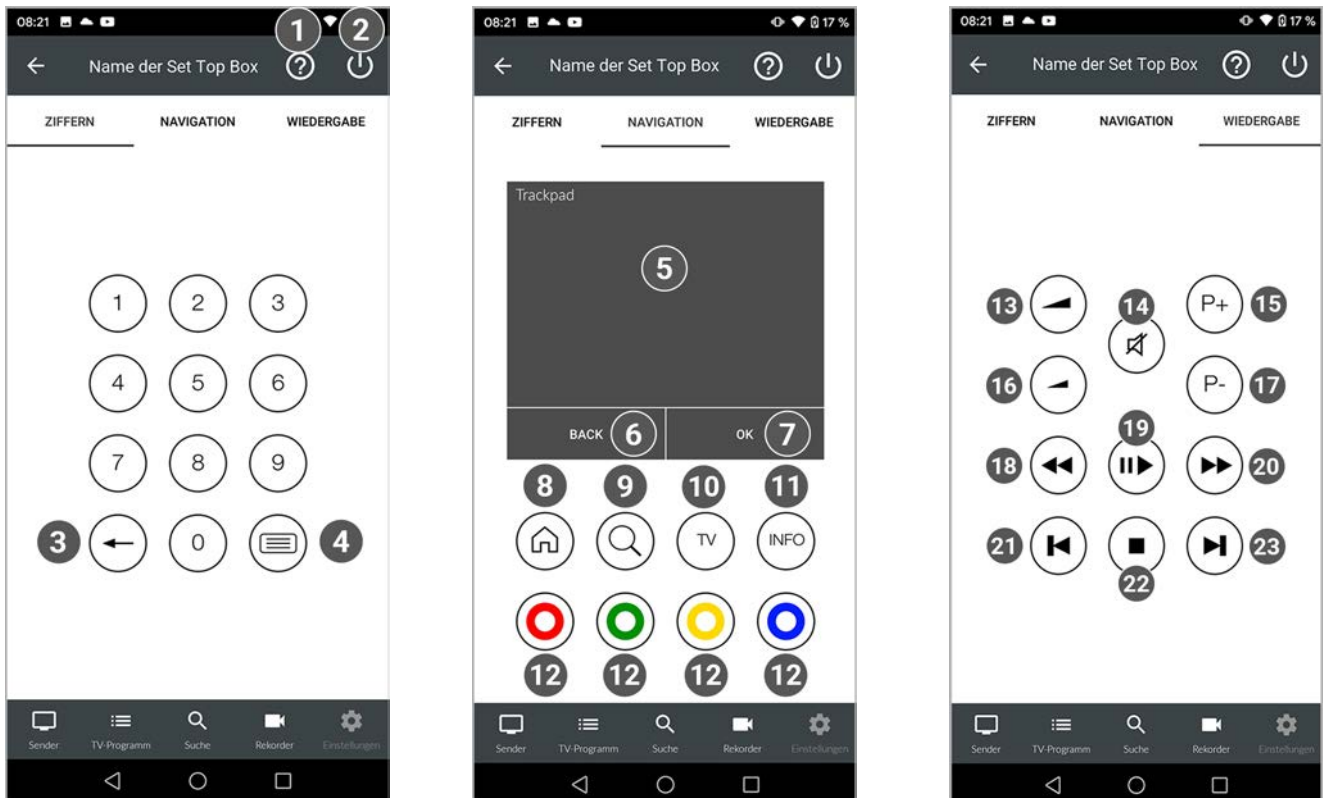 08:21
1 2
Name der Set Top Box ?
ZIFFERN NAVIGATION WIEDERGABE
1 2 3
4 5 6
7 8 9
3 0 4
Sender TV-Programm Suche Rekorder Einstellungen
08:21 17 %
Name der Set Top Box ?
ZIFFERN NAVIGATION WIEDERGABE
Trackpad
5
BACK 6 OK 7
8 9 10 11
TV INFO
12 12 12 12
Sender TV-Programm Suche Rekorder Einstellungen
08:21 17 %
Name der Set Top Box ?
ZIFFERN NAVIGATION WIEDERGABE
13 14 P+ 15
16 P- 17
19
18 20
21 23
22
Sender TV-Programm Suche Rekorder Einstellungen